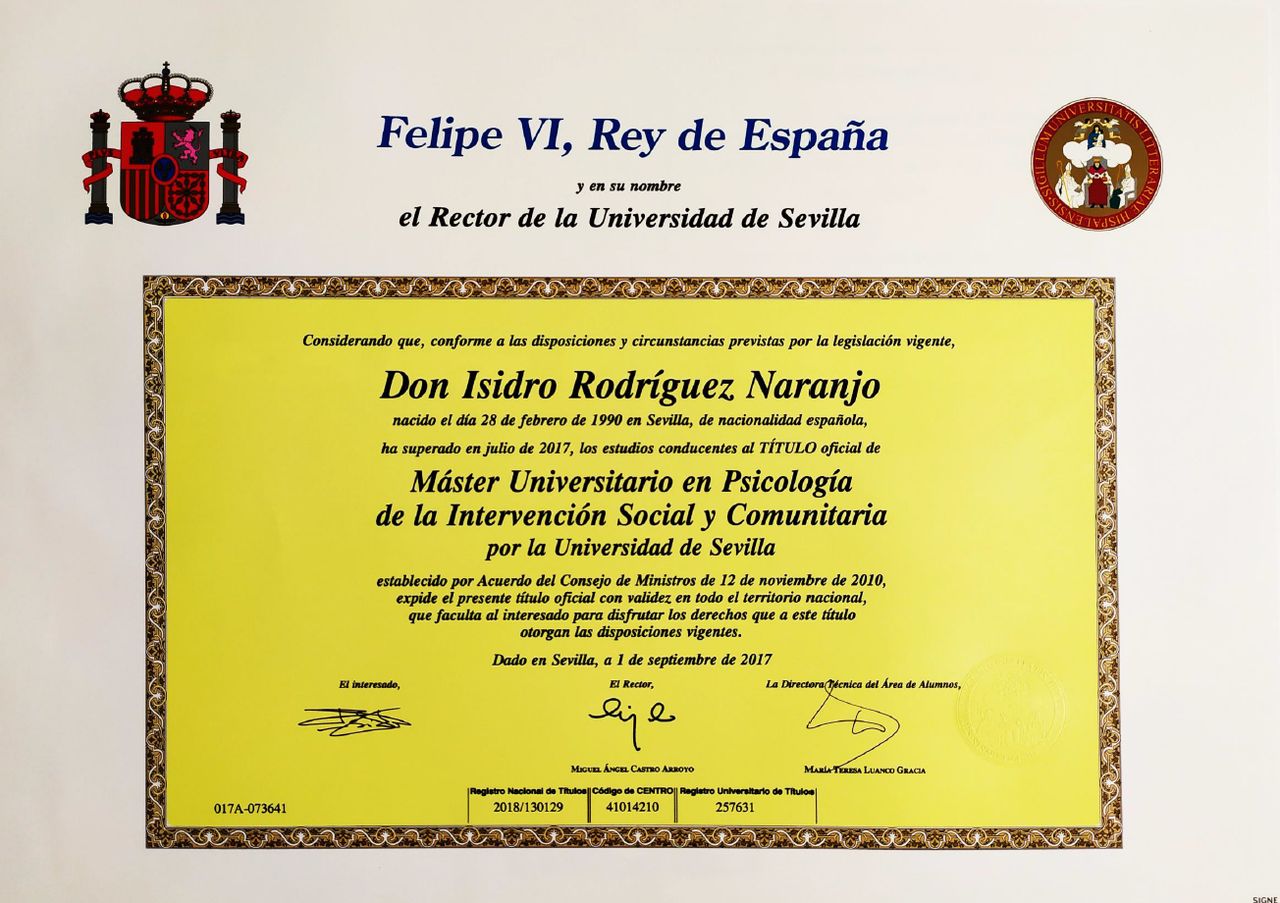 Felipe VI, Rey de España
y en su nombre
el Rector de la Universidad de Sevilla
SIGILLUM UNIVERSITATIS LITTERARIAE HISPALENSIS
Considerando que, conforme a las disposiciones y circunstancias previstas por la legislación vigente,
Don Isidro Rodríguez Naranjo
nacido el día 28 de febrero de 1990 en Sevilla, de nacionalidad española,
ha superado en julio de 2017, los estudios conducentes al TÍTULO oficial de
Máster Universitario en Psicología
de la Intervención Social y Comunitaria
por la Universidad de Sevilla
establecido por Acuerdo del Consejo de Ministros de 12 de noviembre de 2010,
expide el presente título oficial con validez en todo el territorio nacional,
que faculta al interesado para disfrutar los derechos que a este título
otorgan las disposiciones vigentes.
Dado en Sevilla, a 1 de septiembre de 2017
El interesado,
El Rector,
La Directora Técnica del Área de Alumnos,
Miguel Ángel Castro Arroyo
María-Teresa Luanco Gracia
017A-073641
Registro Nacional de Títulos
2018/130129
Código de CENTRO
41014210
Registro Universitario de Títulos
257631
SIGNE